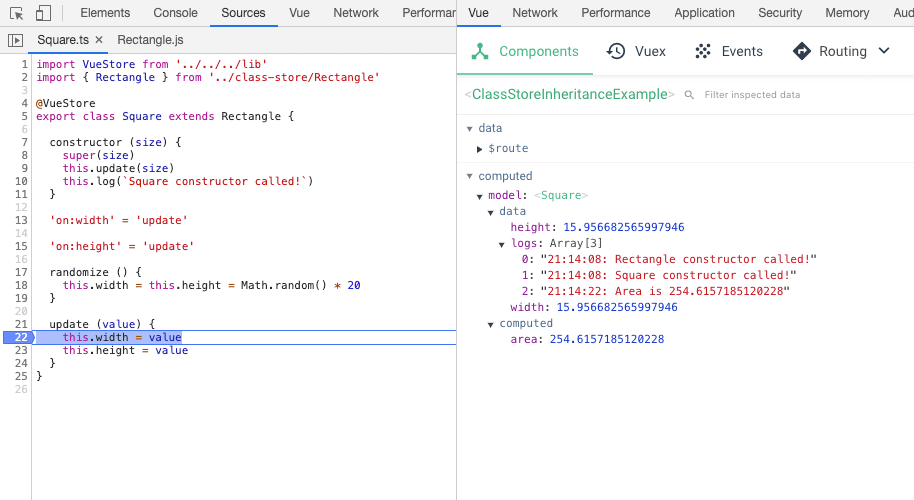 Elements Console Sources Vue Network Performar
Square.ts × Rectangle.js
1 import VueStore from '../../../lib'
2 import { Rectangle } from '../class-store/Rectangle'
3
4 @VueStore
5 export class Square extends Rectangle {
6
7 constructor (size) {
8 super(size)
9 this.update(size)
10 this.log(`Square constructor called!`)
11 }
12
13 'on:width' = 'update'
14
15 'on:height' = 'update'
16
17 randomize () {
18 this.width = this.height = Math.random() * 20
19 }
20
21 update (value) {
22 this.width = value
23 this.height = value
24 }
25 }
26
Vue Network Performance Application Security Memory Aud
Components Vuex Events Routing
<ClassStoreInheritanceExample> Filter inspected data
data
$route
computed
model: <Square>
data
height: 15.956682565997946
logs: Array[3]
0: "21:14:08: Rectangle constructor called!"
1: "21:14:08: Square constructor called!"
2: "21:14:22: Area is 254.6157185120228"
width: 15.956682565997946
computed
area: 254.6157185120228